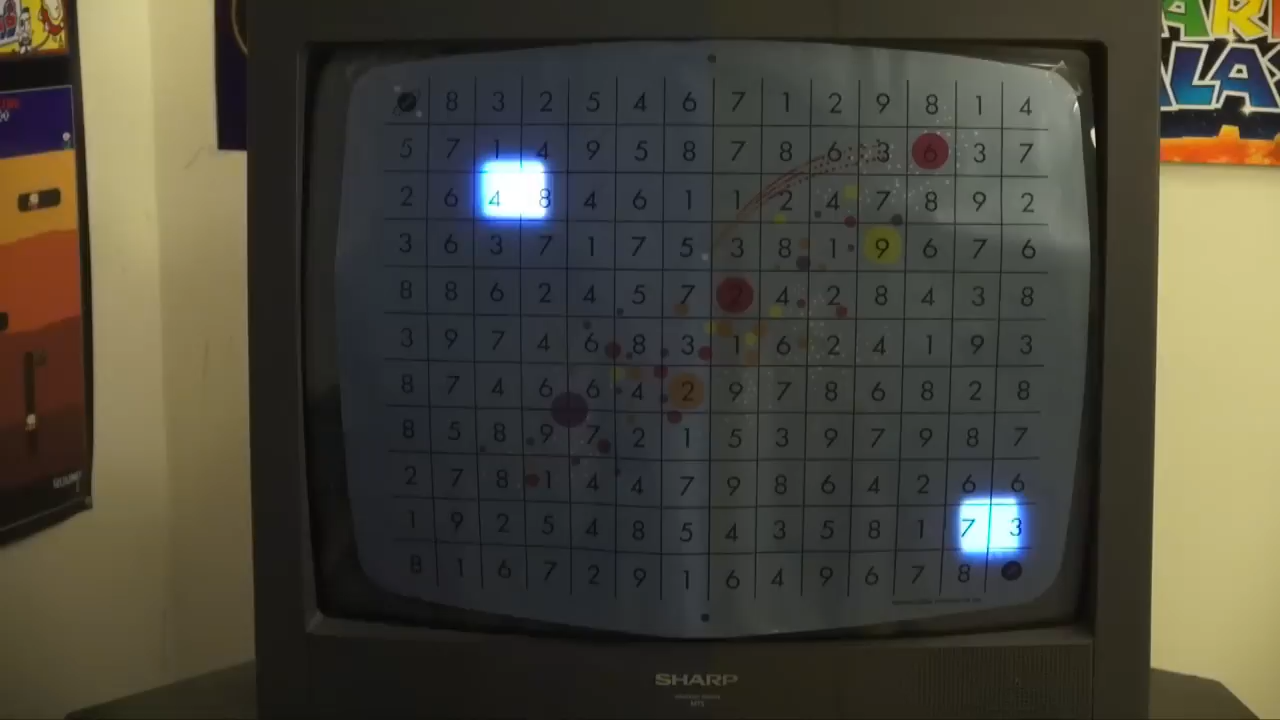 8 3 2 5 4 6 7 1 2 9 8 1 4
5 7 1 4 9 5 8 7 8 6 3 6 3 7
2 6 4 8 4 6 1 1 2 4 7 8 9 2
3 6 3 7 1 7 5 3 8 1 9 6 7 6
8 8 6 2 4 5 7 2 4 2 8 4 3 8
3 9 7 4 6 8 3 1 6 2 4 1 9 3
8 7 4 6 6 4 2 9 7 8 6 8 2 8
8 5 8 9 7 2 1 5 3 9 7 9 8 7
2 7 8 1 4 4 7 9 8 6 4 2 6 6
1 9 2 5 4 8 5 4 3 5 8 1 7 3
8 1 6 7 2 9 1 6 4 9 6 7 8
SHARP